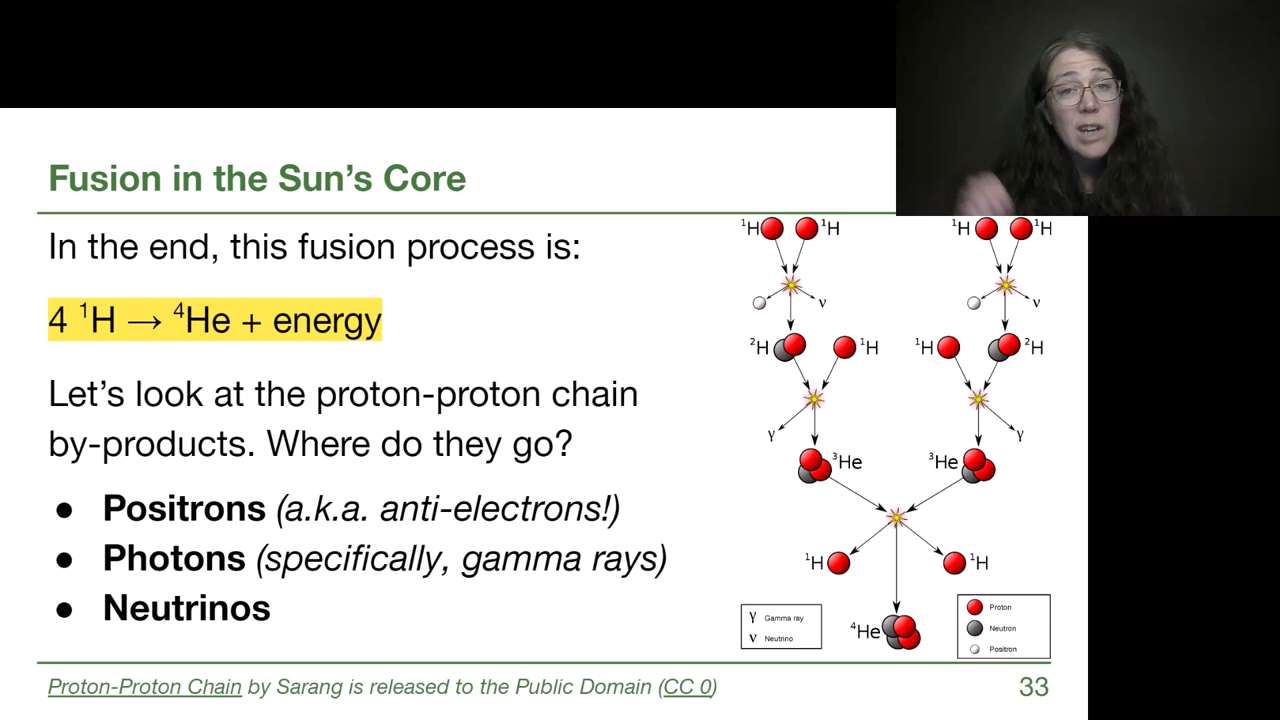 Fusion in the Sun's Core
In the end, this fusion process is:
4 ¹H → ⁴He + energy
Let's look at the proton-proton chain
by-products. Where do they go?
● Positrons (a.k.a. anti-electrons!)
● Photons (specifically, gamma rays)
● Neutrinos
¹H ¹H ¹H ¹H
ν ν
²H ¹H ¹H ²H
γ γ
³He ³He
¹H ¹H
⁴He
γ Gamma ray
ν Neutrino
Proton
Neutron
Positron
Proton-Proton Chain by Sarang is released to the Public Domain (CC 0)
33